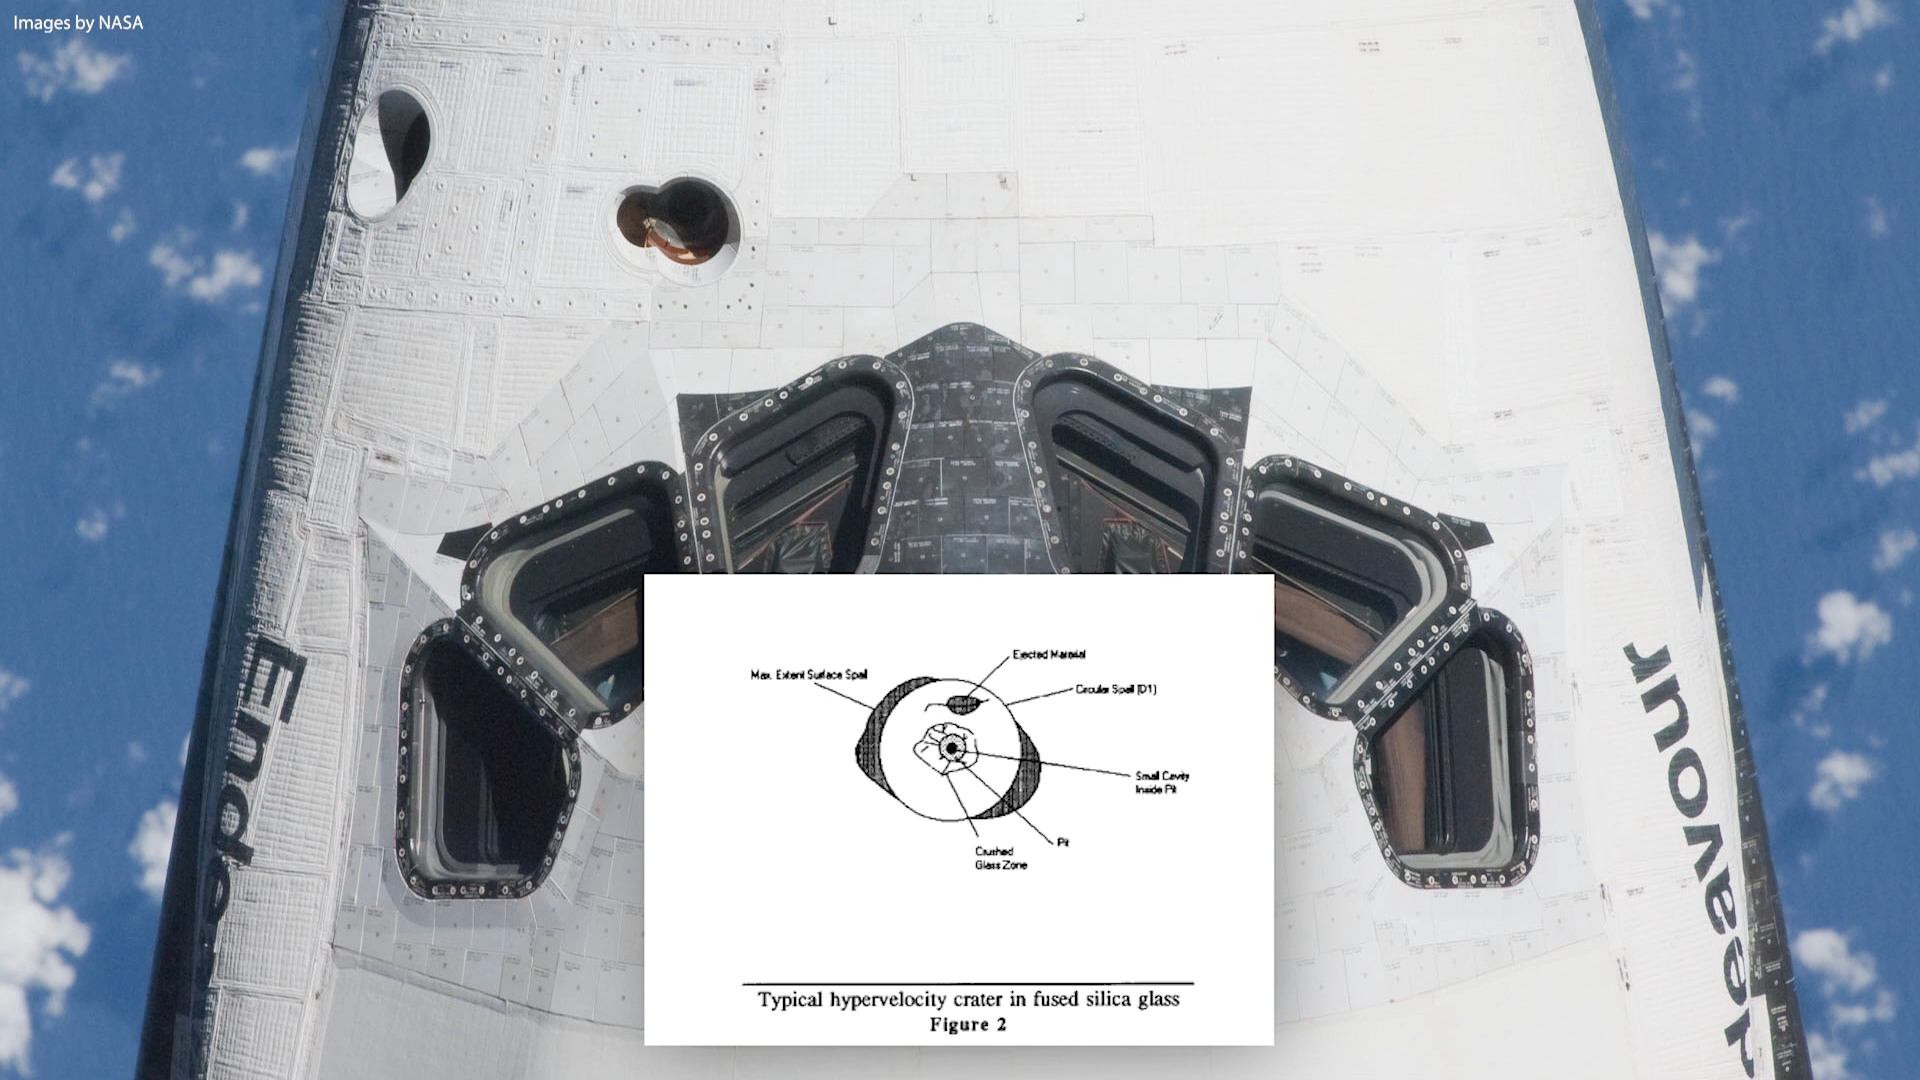 Images by NASA
Endea
deavour
Ejected Material
Max. Extent Surface Spall
Circular Spall (D1)
Small Cavity
Inside Pit
Pit
Crushed
Glass Zone
Typical hypervelocity crater in fused silica glass
Figure 2